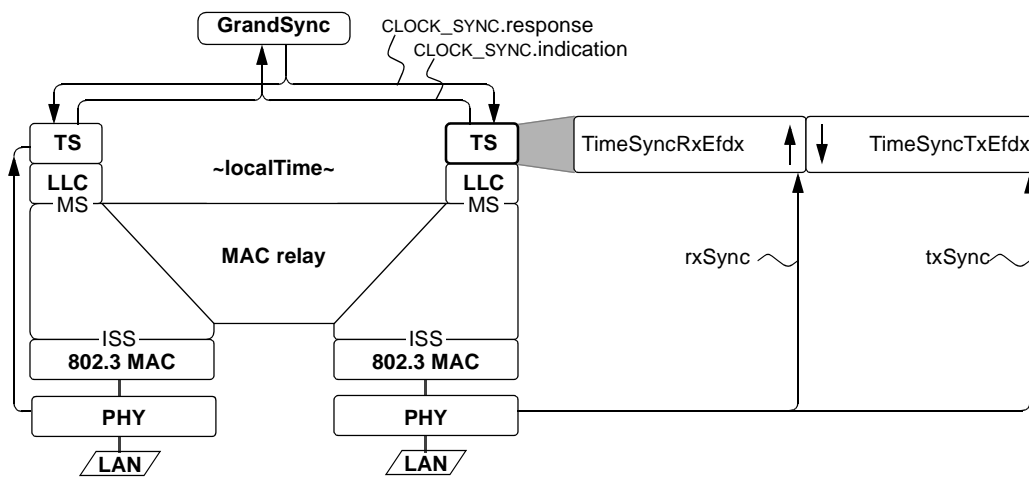 GrandSync
CLOCK_SYNC.response
CLOCK_SYNC.indication
TS
TS
TimeSyncRxEfdx
TimeSyncTxEfdx
~localTime~
LLC
LLC
MS
MS
MAC relay
rxSync
txSync
ISS
ISS
802.3 MAC
802.3 MAC
PHY
PHY
LAN
LAN